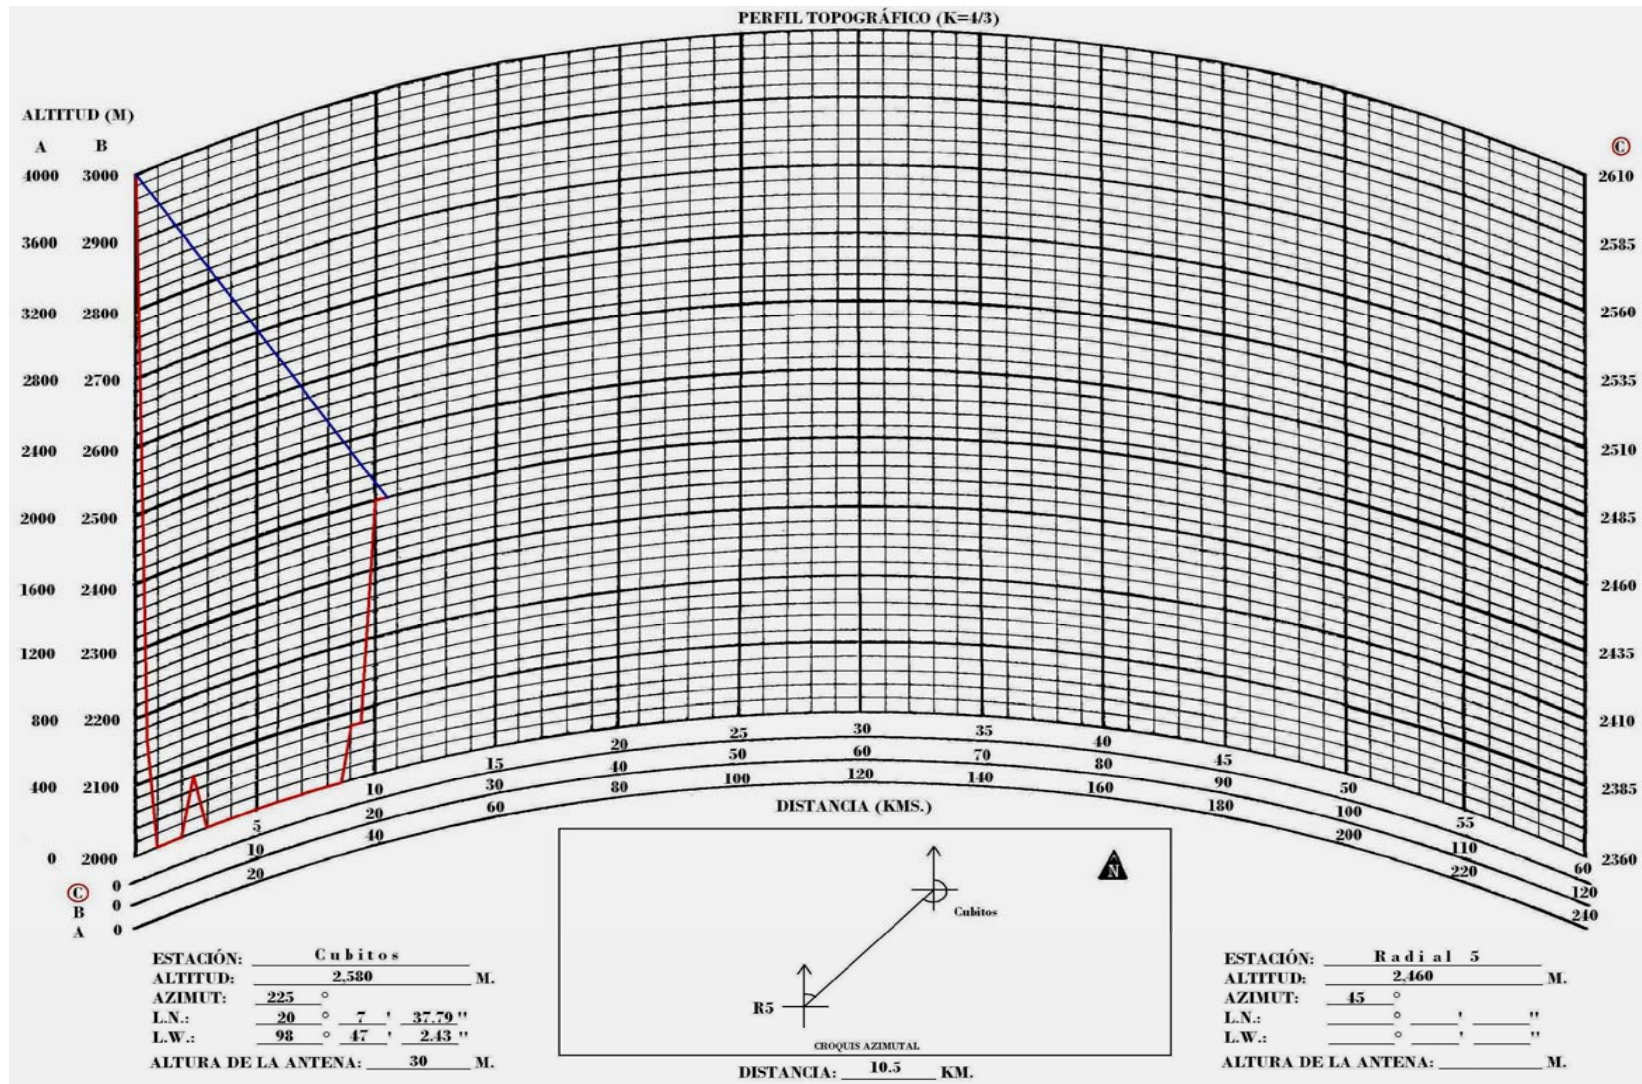 PERFIL TOPOGRÁFICO (K=4/3)
ALTITUD (M)
A B C
4000 3000 2610
3600 2900 2585
3200 2800 2560
2800 2700 2535
2400 2600 2510
2000 2500 2485
1600 2400 2460
1200 2300 2435
800 2200 2410
400 2100 2385
0 2000 2360
C 0 5 10 15 20 25 30 35 40 45 50 55 60
B 0 10 20 30 40 50 60 70 80 90 100 110 120
A 0 20 40 60 80 100 120 140 160 180 200 220 240
DISTANCIA (KMS.)
N
Cubitos
R5
CROQUIS AZIMUTAL
DISTANCIA: 10.5 KM.
ESTACIÓN: Cubitos
ALTITUD: 2,580 M.
AZIMUT: 225 °
L.N.: 20 ° 7 ' 37.79 "
L.W.: 98 ° 47 ' 2.43 "
ALTURA DE LA ANTENA: 30 M.
ESTACIÓN: Radial 5
ALTITUD: 2,460 M.
AZIMUT: 45 °
L.N.: ° ' "
L.W.: ° ' "
ALTURA DE LA ANTENA: M.